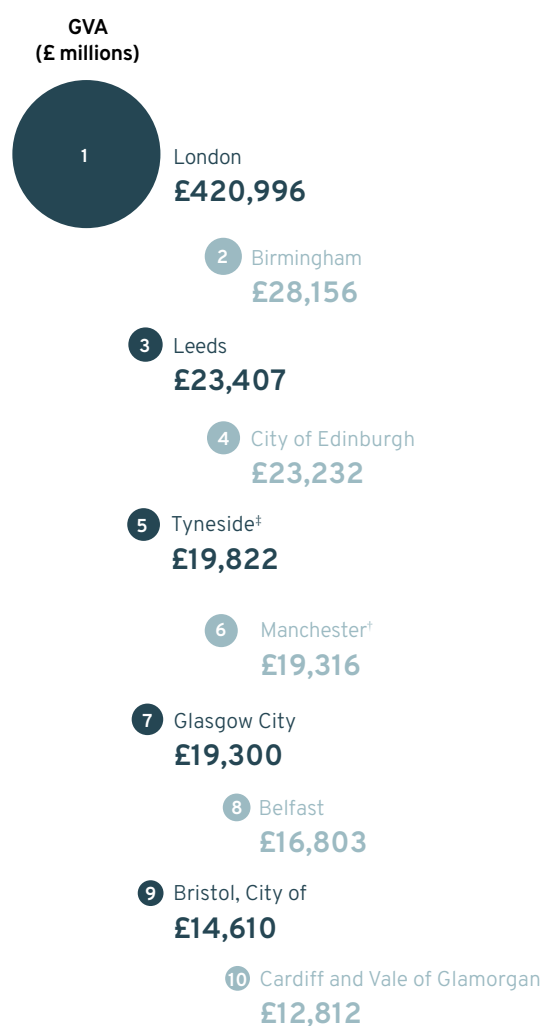 GVA
(£ millions)
1
London
£420,996
2
Birmingham
£28,156
3
Leeds
£23,407
4
City of Edinburgh
£23,232
5
Tyneside‡
£19,822
6
Manchester†
£19,316
7
Glasgow City
£19,300
8
Belfast
£16,803
9
Bristol, City of
£14,610
10
Cardiff and Vale of Glamorgan
£12,812